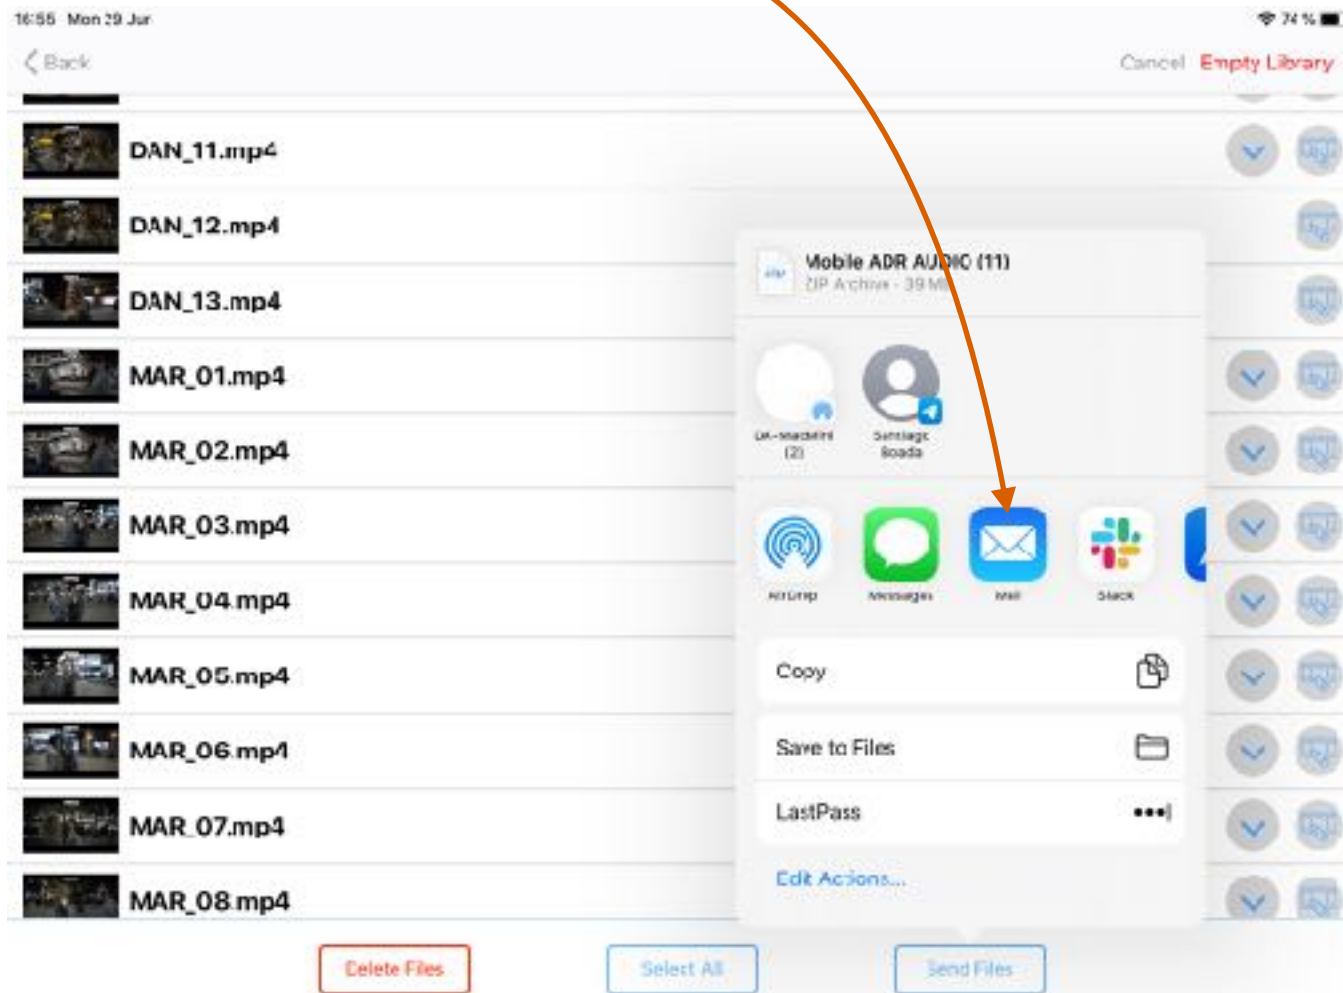 16:55 Mon 29 Jun
74 %
Back
Cancel Empty Library
DAN_11.mp4
DAN_12.mp4
DAN_13.mp4
MAR_01.mp4
MAR_02.mp4
MAR_03.mp4
MAR_04.mp4
MAR_05.mp4
MAR_06.mp4
MAR_07.mp4
MAR_08.mp4
Mobile ADR AUDIO (11)
ZIP Archive - 39 MB
(2)
Santiago
Boada
AirDrop
Messages
Mail
Slack
Copy
Save to Files
LastPass
Edit Actions...
Delete Files
Select All
Send Files